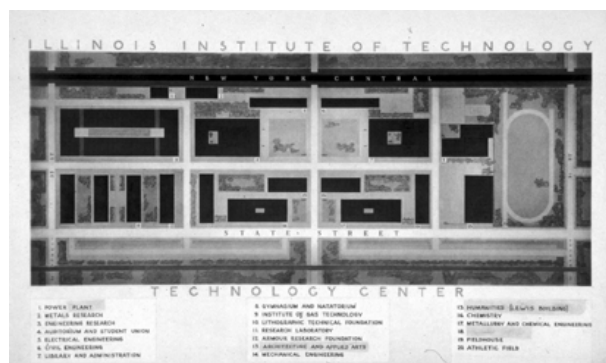 ILLINOIS INSTITUTE OF TECHNOLOGY
NEW YORK CENTRAL
STATE STREET
TECHNOLOGY CENTER
1. POWER PLANT
2. METALS RESEARCH
3. ENGINEERING RESEARCH
4. AUDITORIUM AND STUDENT UNION
5. ELECTRICAL ENGINEERING
6. CIVIL ENGINEERING
7. LIBRARY AND ADMINISTRATION
8. GYMNASIUM AND NATATORIUM
9. INSTITUTE OF GAS TECHNOLOGY
10. LITHOGRAPHIC TECHNICAL FOUNDATION
11. RESEARCH LABORATORY
12. ARMOUR RESEARCH FOUNDATION
13. ARCHITECTURE AND APPLIED ARTS
14. MECHANICAL ENGINEERING
15. HUMANITIES (LEWIS BUILDING)
16. CHEMISTRY
17. METALLURGY AND CHEMICAL ENGINEERING
19. FIELDHOUSE
20. ATHLETIC FIELD